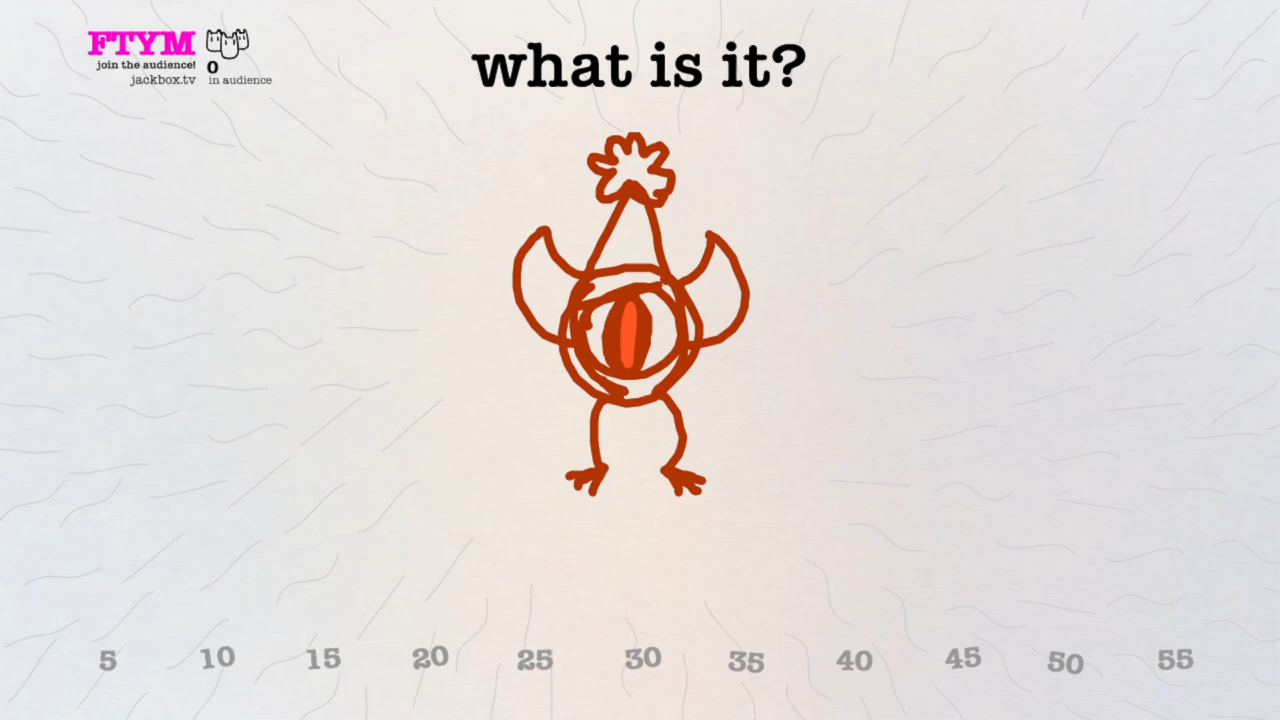 FTYM
join the audience!
jackbox.tv
0
in audience
what is it?
5 10 15 20 25 30 35 40 45 50 55